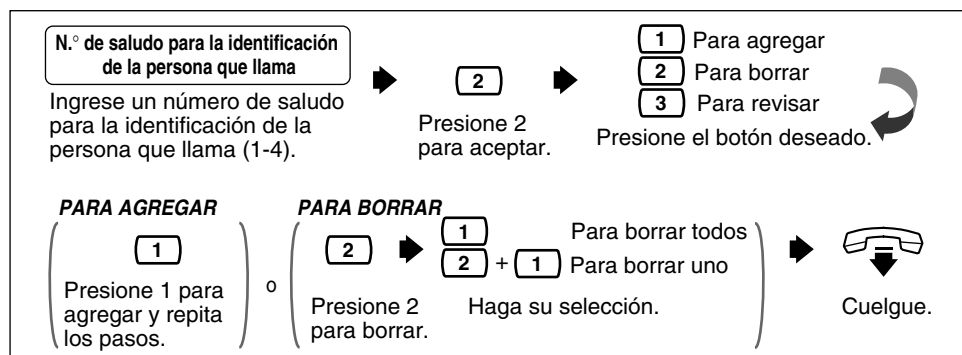 N.° de saludo para la identificación
de la persona que llama
Ingrese un número de saludo
para la identificación de la
persona que llama (1-4).
2
Presione 2
para aceptar.
1 Para agregar
2 Para borrar
3 Para revisar
Presione el botón deseado.
PARA AGREGAR
1
Presione 1 para
agregar y repita
los pasos.
o
PARA BORRAR
2
Presione 2
para borrar.
1 Para borrar todos
2 + 1 Para borrar uno
Haga su selección.
Cuelgue.